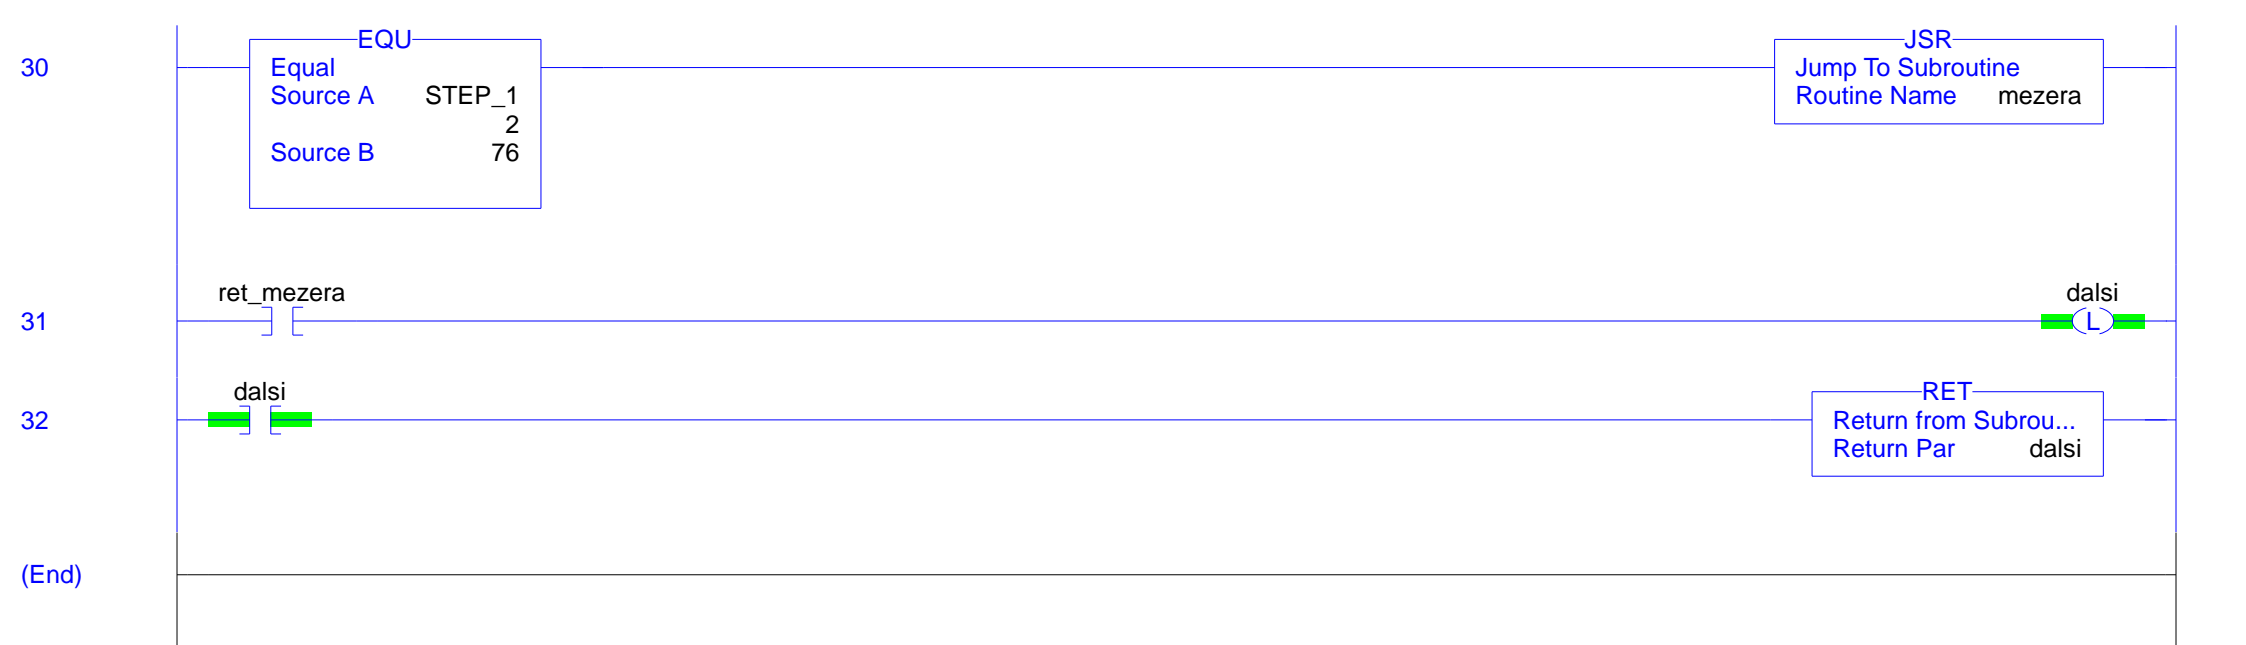 EQU
JSR
30
Equal
Jump To Subroutine
Source A STEP_1
Routine Name mezera
2
Source B 76
ret_mezera
dalsi
31
L
dalsi
RET
32
Return from Subrou...
Return Par dalsi
(End)